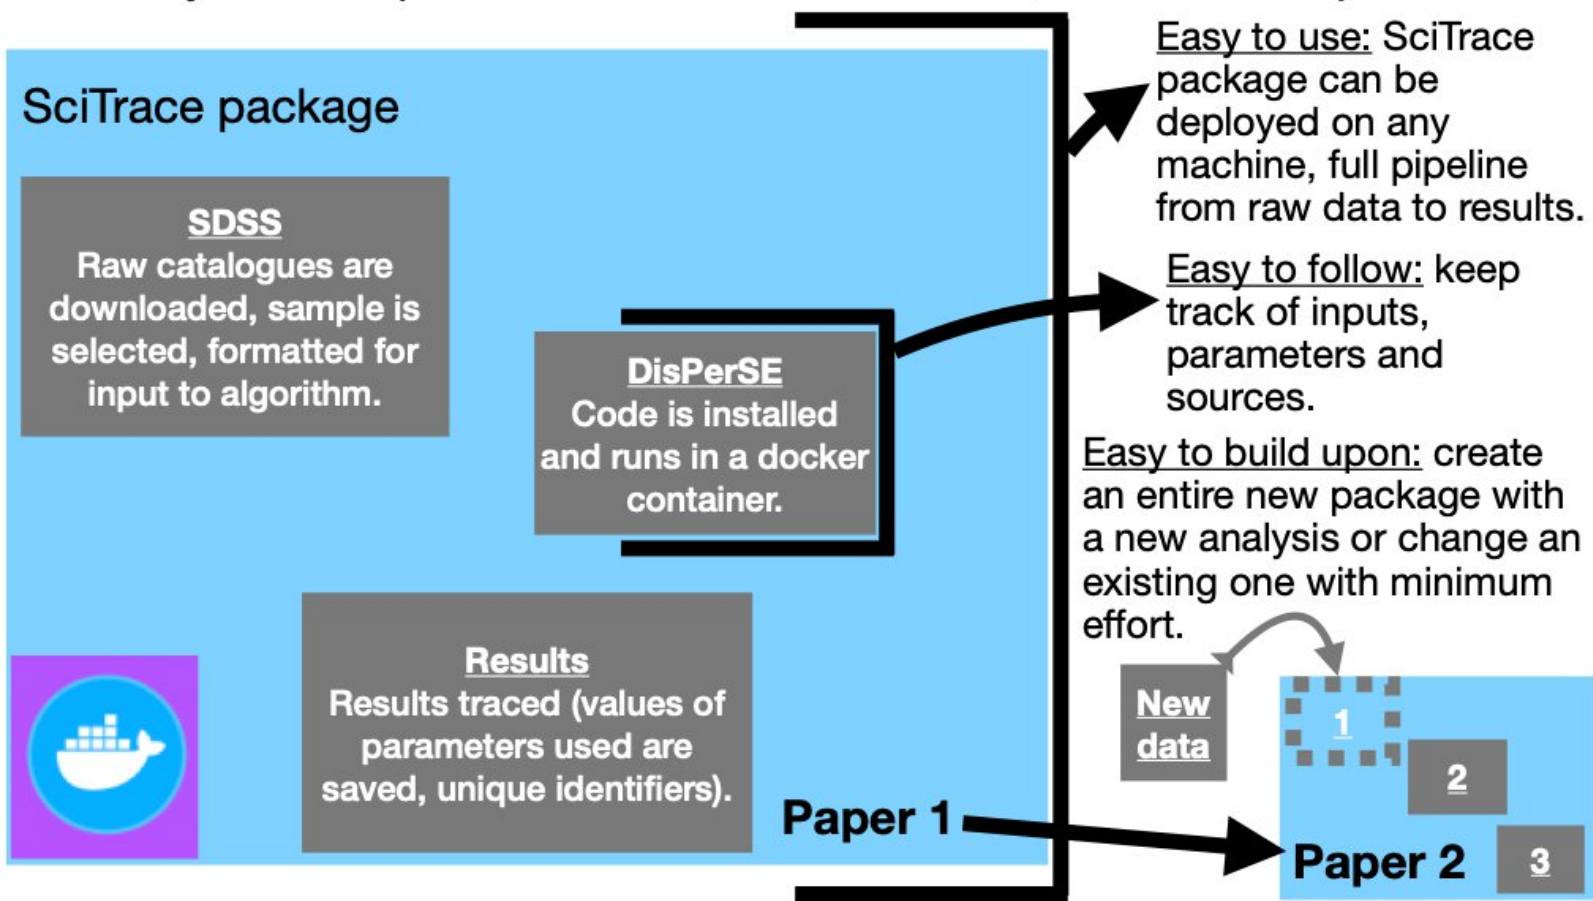 SciTrace package
SDSS
Raw catalogues are
downloaded, sample is
selected, formatted for
input to algorithm.
DisPerSE
Code is installed
and runs in a docker
container.
Results
Results traced (values of
parameters used are
saved, unique identifiers).
Paper 1
Easy to use: SciTrace
package can be
deployed on any
machine, full pipeline
from raw data to results.
Easy to follow: keep
track of inputs,
parameters and
sources.
Easy to build upon: create
an entire new package with
a new analysis or change an
existing one with minimum
effort.
New
data
1
2
Paper 2
3